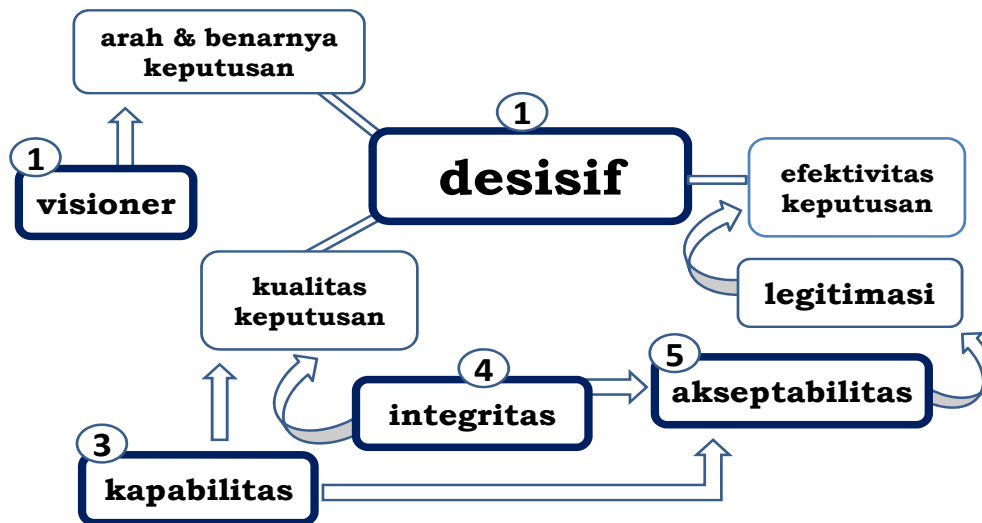 arah & benarnya
keputusan
1
visioner
1
desisif
efektivitas
keputusan
kualitas
keputusan
legitimasi
4
integritas
5
akseptabilitas
3
kapabilitas